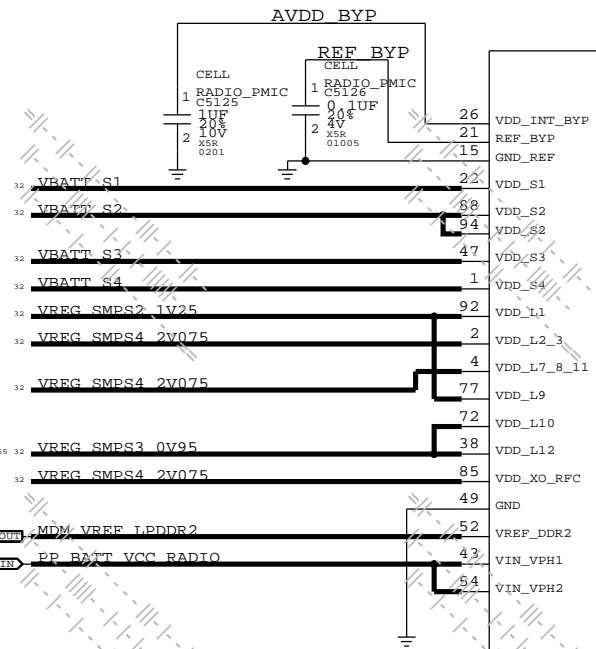 AVDD_BYP
REF_BYP
CELL
RADIO_PMIC
1
C5125
1UF
20%
10V
2
X5R
0201
CELL
RADIO_PMIC
1
C5126
0.1UF
20%
4V
2
X5R
01005
26 VDD_INT_BYP
21 REF_BYP
15 GND_REF
32 VBATT_S1 22 VDD_S1
32 VBATT_S2 88 VDD_S2
94 VDD_S2
32 VBATT_S3 47 VDD_S3
32 VBATT_S4 1 VDD_S4
32 VREG_SMPS2_1V25 92 VDD_L1
32 VREG_SMPS4_2V075 2 VDD_L2_3
4 VDD_L7_8_11
32 VREG_SMPS4_2V075 77 VDD_L9
72 VDD_L10
32 VREG_SMPS3_0V95 38 VDD_L12
32 VREG_SMPS4_2V075 85 VDD_XO_RFC
49 GND
OUT MDM_VREF_LPDDR2 52 VREF_DDR2
IN PP_BATT_VCC_RADIO 43 VIN_VPH1
54 VIN_VPH2